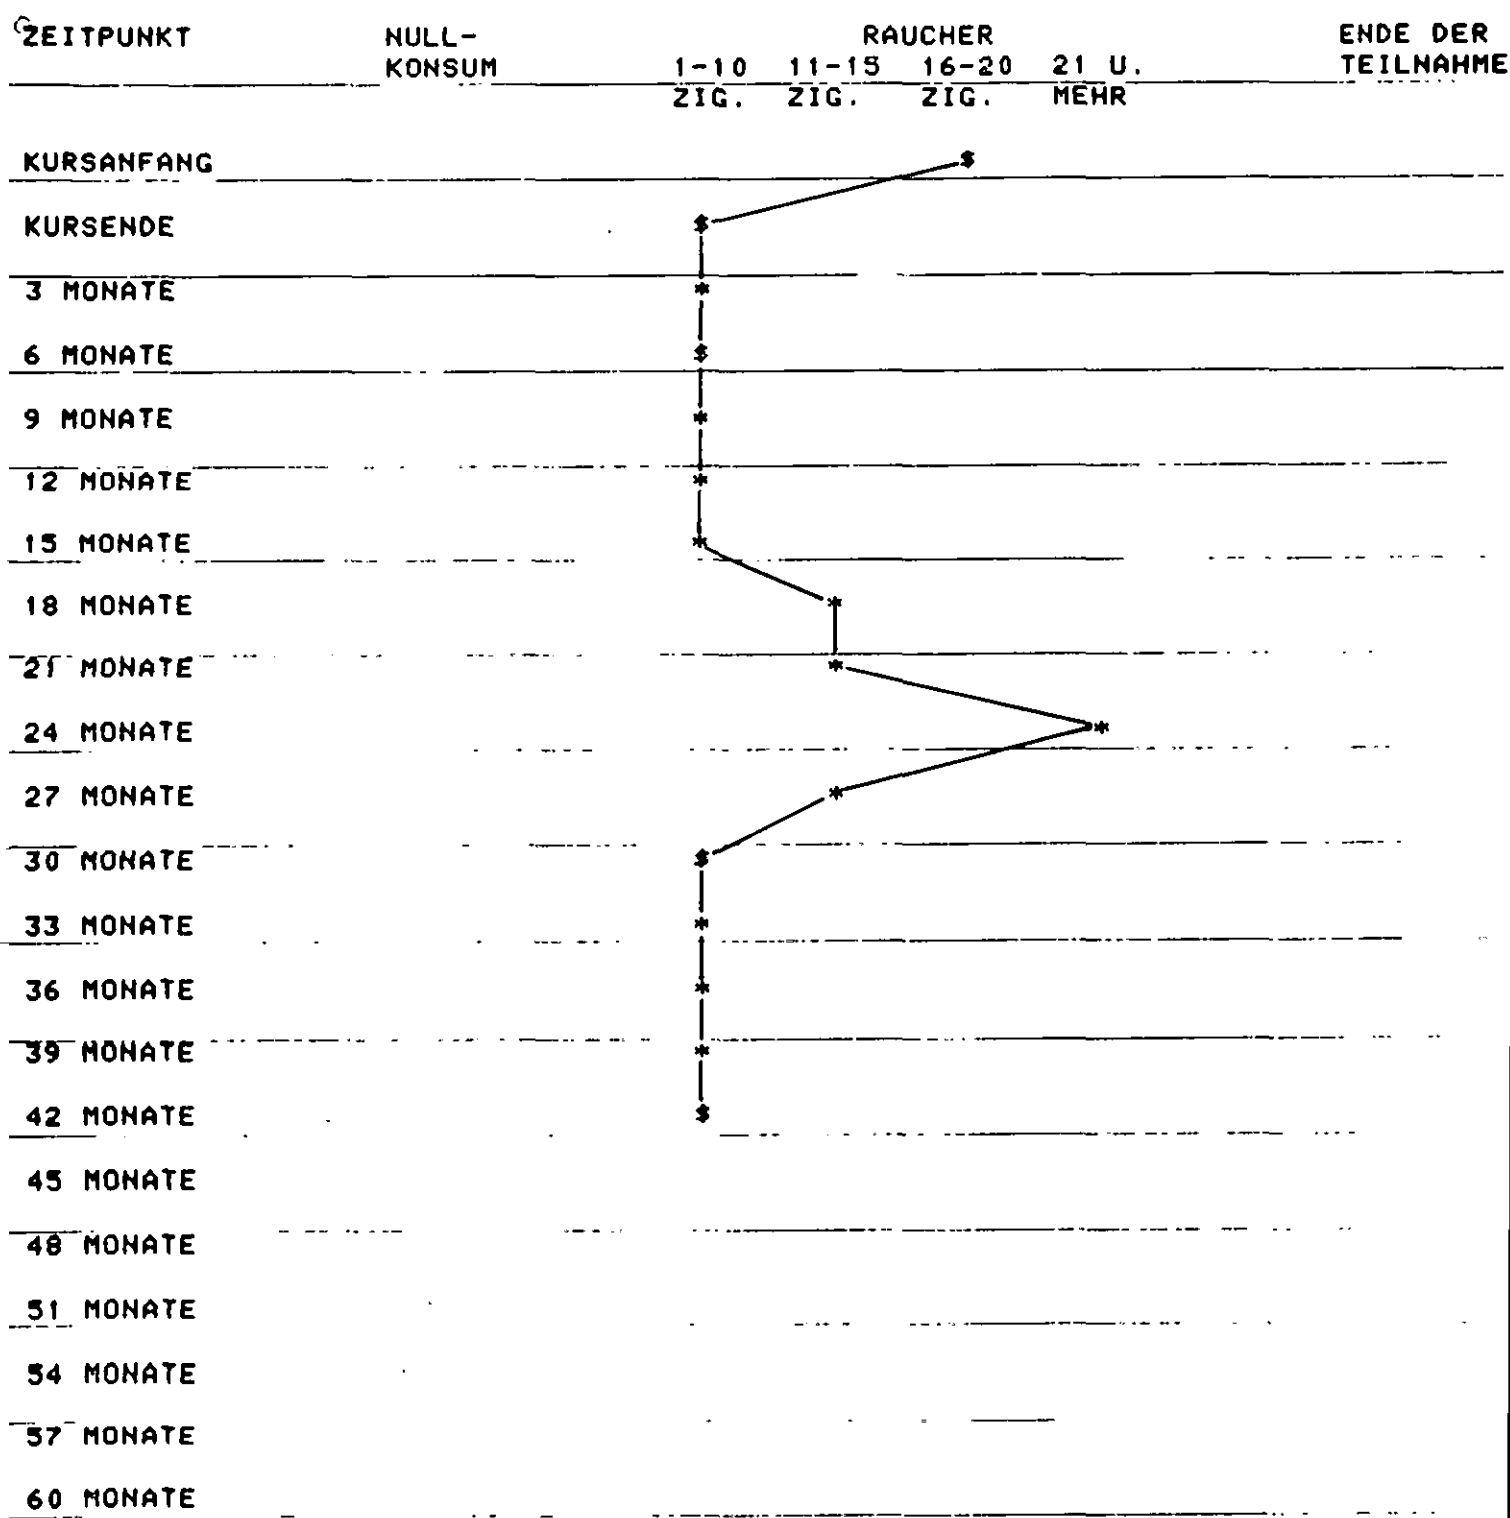 ZEITPUNKT NULL- RAUCHER ENDE DER
KONSUM 1-10 11-15 16-20 21 U. TEILNAHME
ZIG. ZIG. ZIG. MEHR
KURSANFANG $
KURSENDE $
3 MONATE *
6 MONATE $
9 MONATE *
12 MONATE *
15 MONATE *
18 MONATE *
21 MONATE *
24 MONATE *
27 MONATE *
30 MONATE $
33 MONATE *
36 MONATE *
39 MONATE *
42 MONATE $
45 MONATE
48 MONATE
51 MONATE
54 MONATE
57 MONATE
60 MONATE